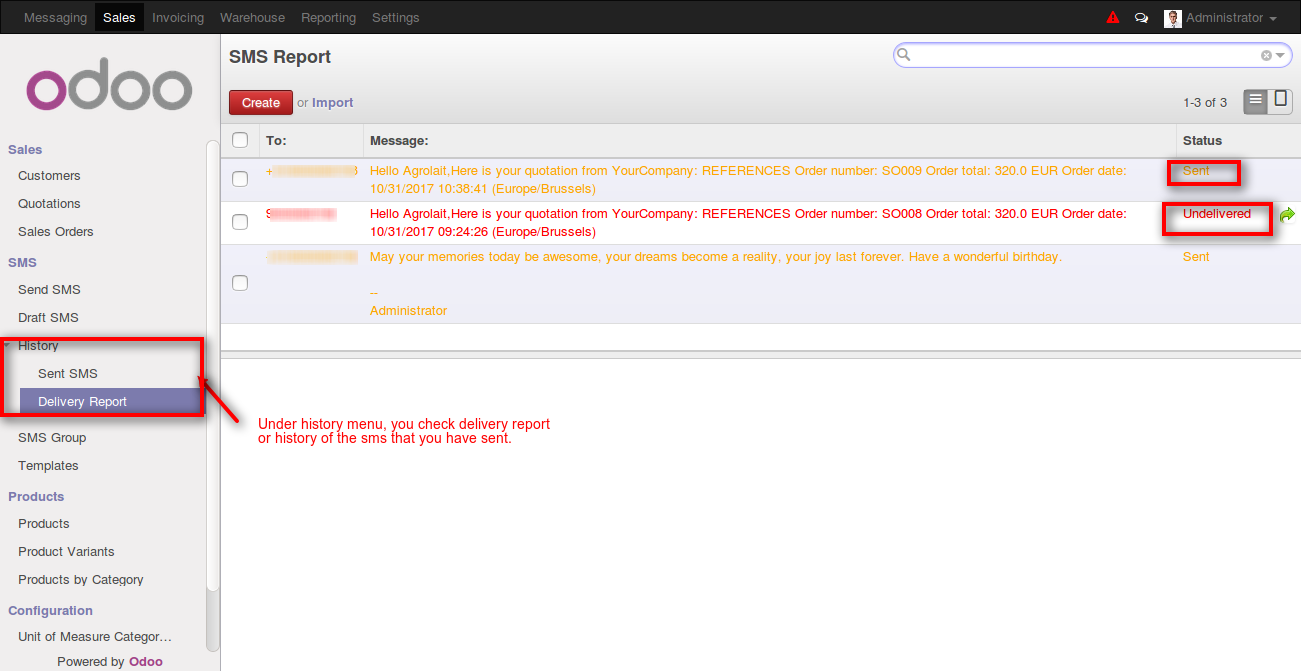 Messaging Sales Invoicing Warehouse Reporting Settings Administrator
odoo
Sales
Customers
Quotations
Sales Orders
SMS
Send SMS
Draft SMS
History
Sent SMS
Delivery Report
SMS Group
Templates
Products
Products
Product Variants
Products by Category
Configuration
Unit of Measure Categor…
Powered by Odoo
SMS Report
Create or Import
1-3 of 3
To: Message: Status
Hello Agrolait,Here is your quotation from YourCompany: REFERENCES Order number: SO009 Order total: 320.0 EUR Order date: Sent
10/31/2017 10:38:41 (Europe/Brussels)
Hello Agrolait,Here is your quotation from YourCompany: REFERENCES Order number: SO008 Order total: 320.0 EUR Order date: Undelivered
10/31/2017 09:24:26 (Europe/Brussels)
May your memories today be awesome, your dreams become a reality, your joy last forever. Have a wonderful birthday. Sent
--
Administrator
Under history menu, you check delivery report
or history of the sms that you have sent.